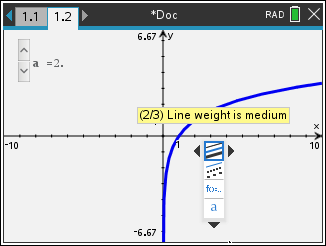 1.1 1.2 *Doc RAD
6.67 y
a =2.
(2/3) Line weight is medium
x
-10 1 10
fo:..
a
-6.67